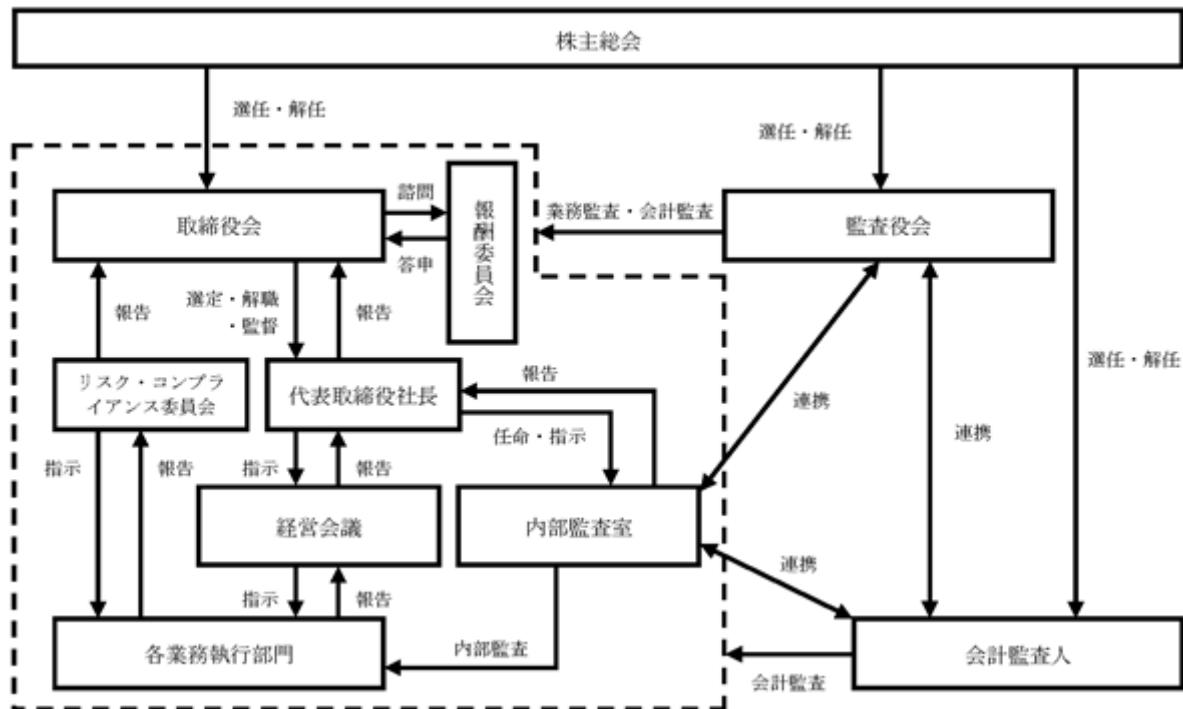 株主総会
選任・解任
選任・解任
諮問
報酬委員会
業務監査・会計監査
取締役会
監査役会
答申
選定・解職
・監督
報告
報告
選任・解任
リスク・コンプラ
イアンス委員会
代表取締役社長
報告
連携
任命・指示
連携
指示
報告
指示
報告
経営会議
内部監査室
連携
指示
報告
各業務執行部門
内部監査
会計監査人
会計監査